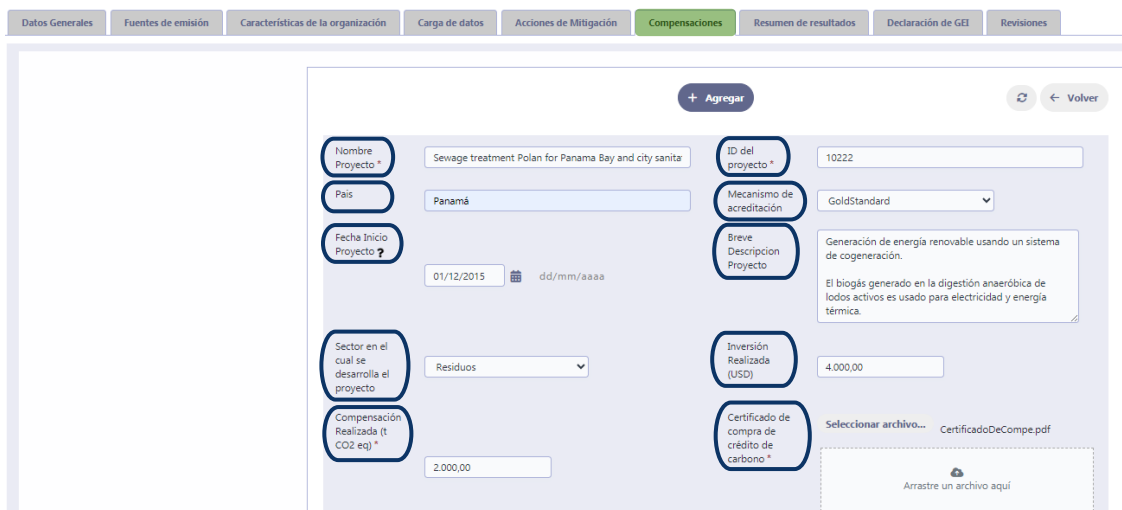 Datos Generales
Fuentes de emisión
Características de la organización
Carga de datos
Acciones de Mitigación
Compensaciones
Resumen de resultados
Declaración de GEI
Revisiones
+ Agregar
Volver
Nombre
Proyecto *
Sewage treatment Polan for Panama Bay and city sanita
ID del
proyecto *
10222
Pais
Panamá
Mecanismo de
acreditación
GoldStandard
Fecha Inicio
Proyecto ?
01/12/2015
dd/mm/aaaa
Breve
Descripcion
Proyecto
Generación de energía renovable usando un sistema
de cogeneración.
El biogás generado en la digestión anaeróbica de
lodos activos es usado para electricidad y energía
térmica.
Sector en el
cual se
desarrolla el
proyecto
Residuos
Inversión
Realizada
(USD)
4.000,00
Compensación
Realizada (t
CO2 eq) *
2.000,00
Certificado de
compra de
crédito de
carbono *
Seleccionar archivo...
CertificadoDeCompe.pdf
Arrastre un archivo aquí